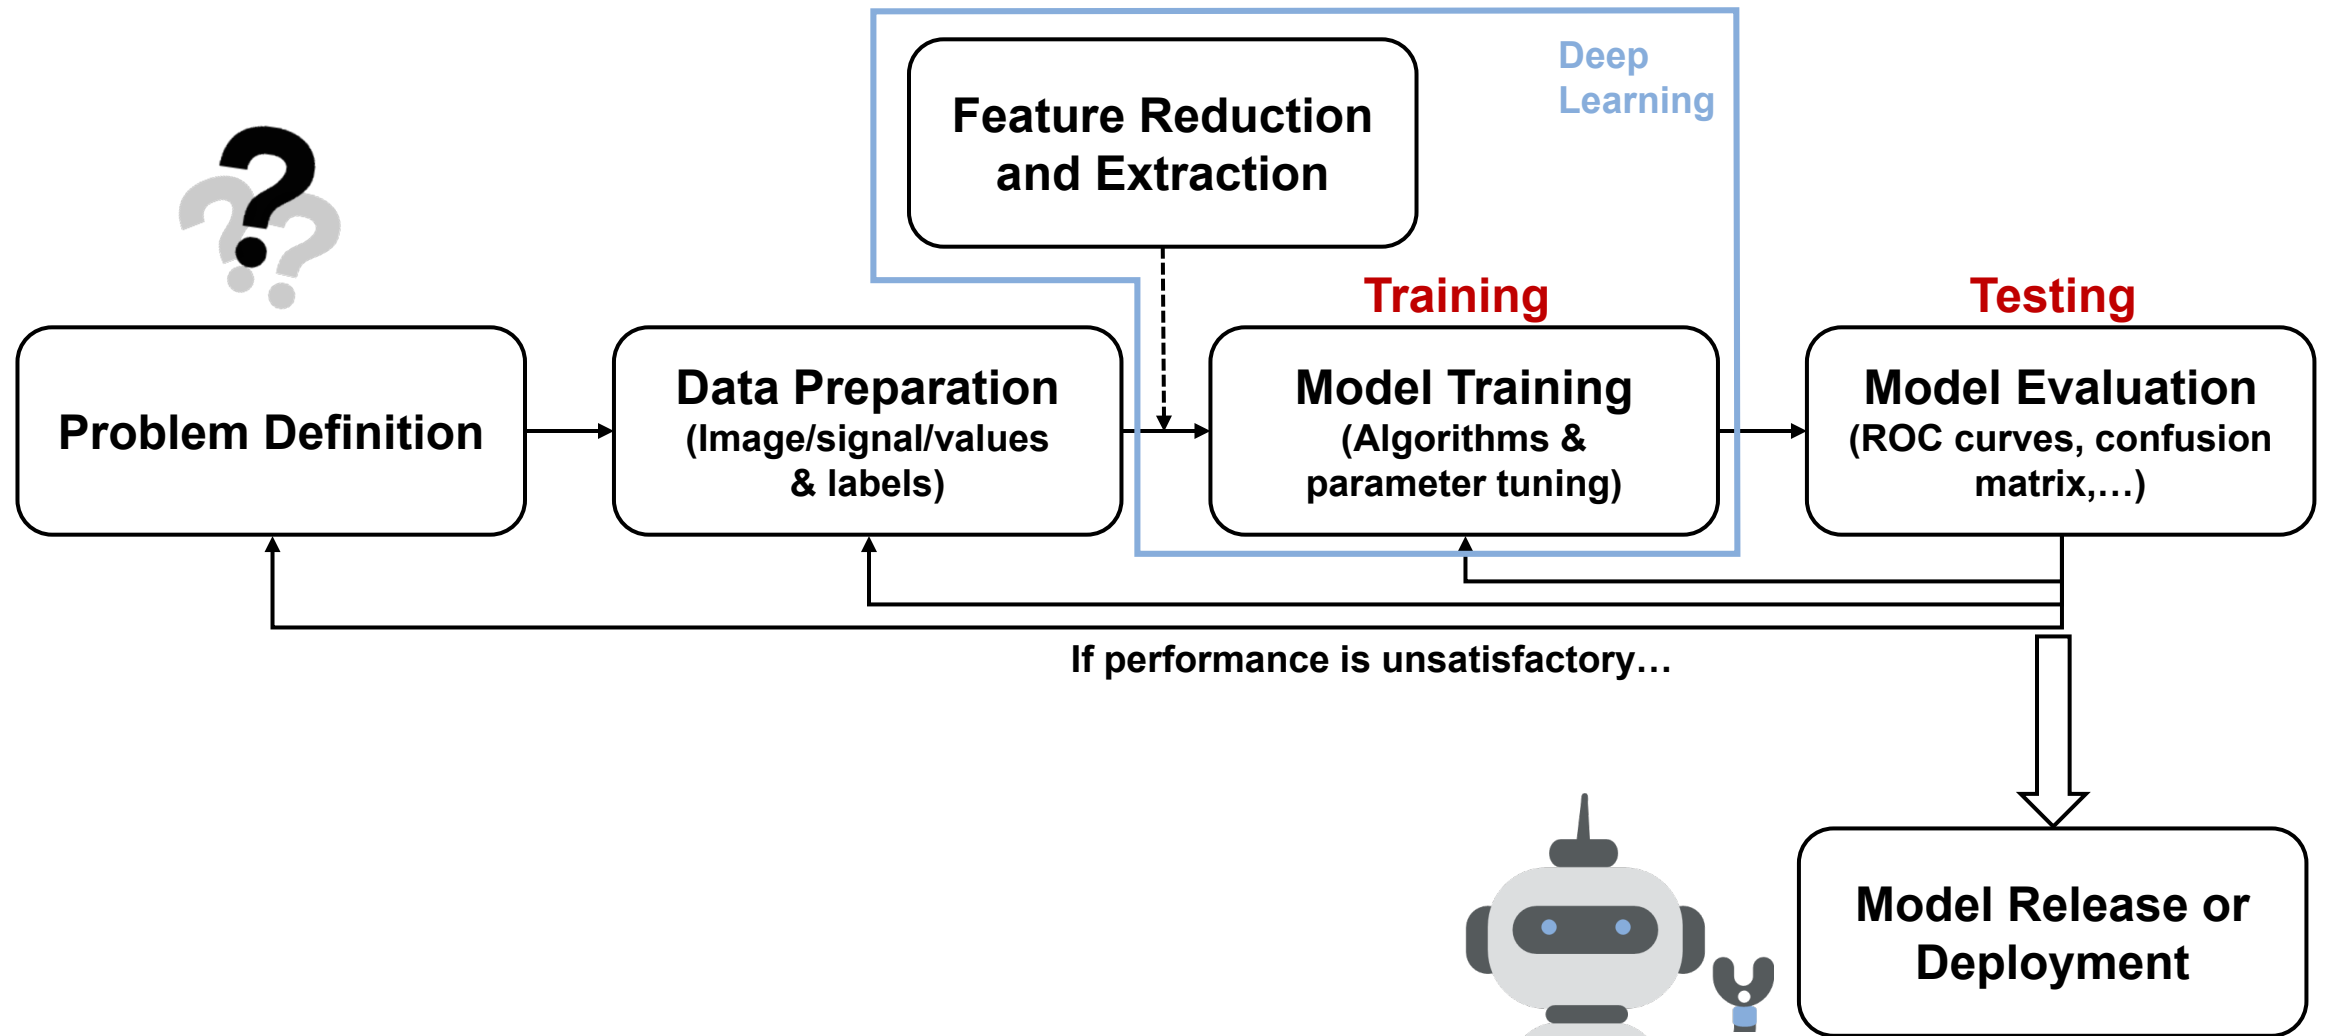 Deep
Learning
Feature Reduction
and Extraction
Training
Testing
Problem Definition
Data Preparation
(Image/signal/values
& labels)
Model Training
(Algorithms &
parameter tuning)
Model Evaluation
(ROC curves, confusion
matrix,…)
If performance is unsatisfactory…
Model Release or
Deployment